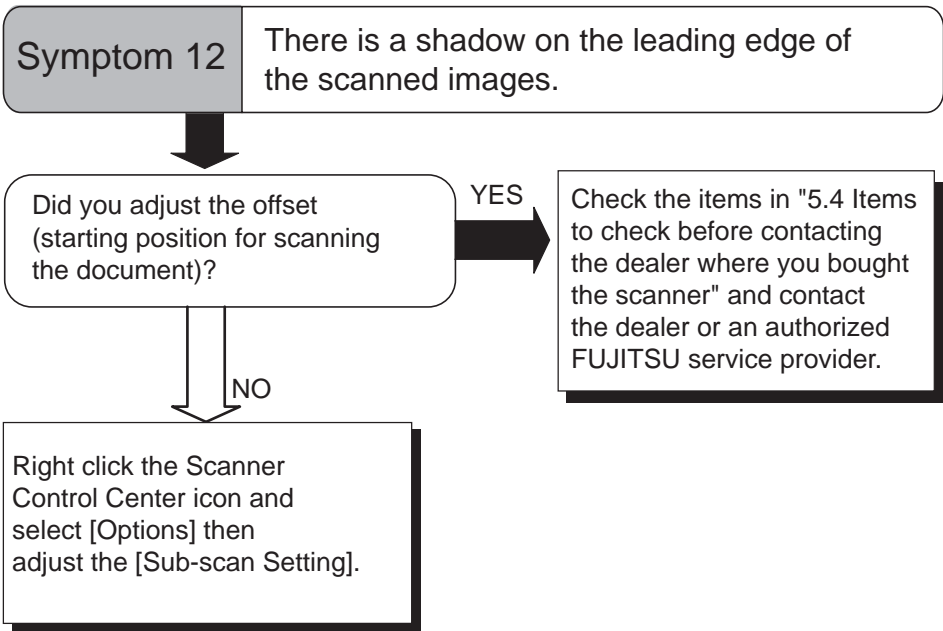 Symptom 12
There is a shadow on the leading edge of
the scanned images.
Did you adjust the offset
(starting position for scanning
the document)?
YES
Check the items in "5.4 Items
to check before contacting
the dealer where you bought
the scanner" and contact
the dealer or an authorized
FUJITSU service provider.
NO
Right click the Scanner
Control Center icon and
select [Options] then
adjust the [Sub-scan Setting].